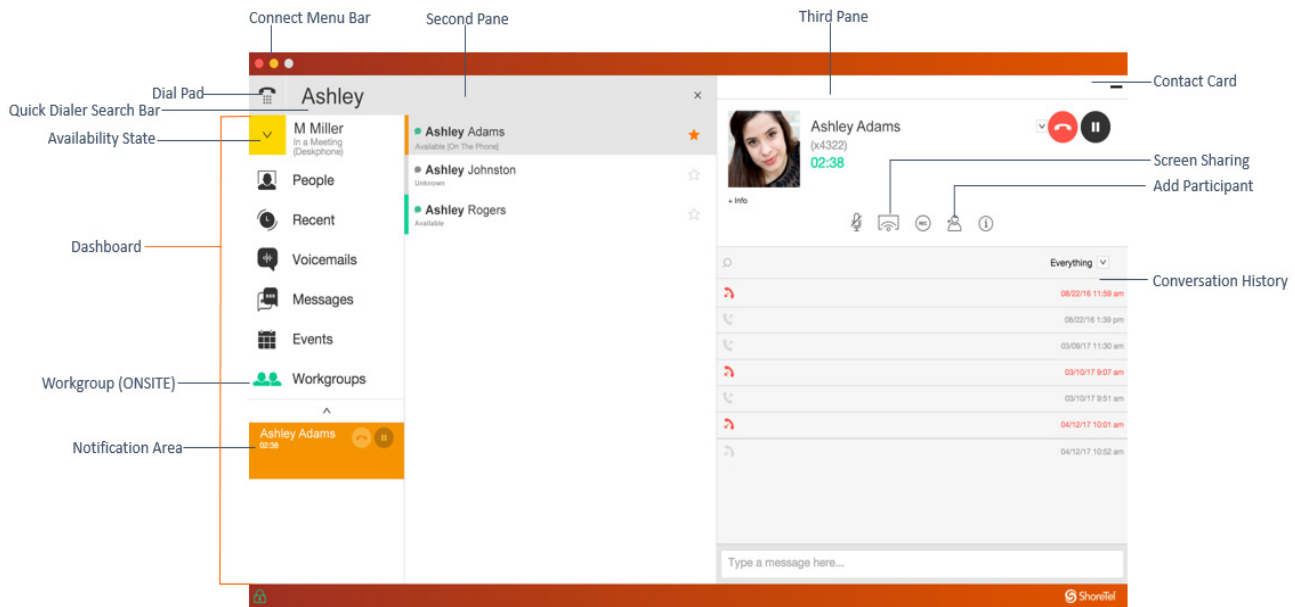 Connect Menu Bar
Second Pane
Third Pane
Contact Card
Dial Pad
Quick Dialer Search Bar
Availability State
Dashboard
Workgroup (ONSITE)
Notification Area
Ashley
M Miller
In a Meeting
(Deskphone)
People
Recent
Voicemails
Messages
Events
Workgroups
Ashley Adams
02:38
×
Ashley Adams
Available [On The Phone]
Ashley Johnston
Unknown
Ashley Rogers
Available
Ashley Adams
(x4322)
02:38
+ Info
REC
Screen Sharing
Add Participant
Everything
Conversation History
08/22/16 11:59 am
08/22/16 1:39 pm
03/09/17 11:30 am
03/10/17 9:07 am
03/10/17 9:51 am
04/12/17 10:01 am
04/12/17 10:52 am
Type a message here...
ShoreTel